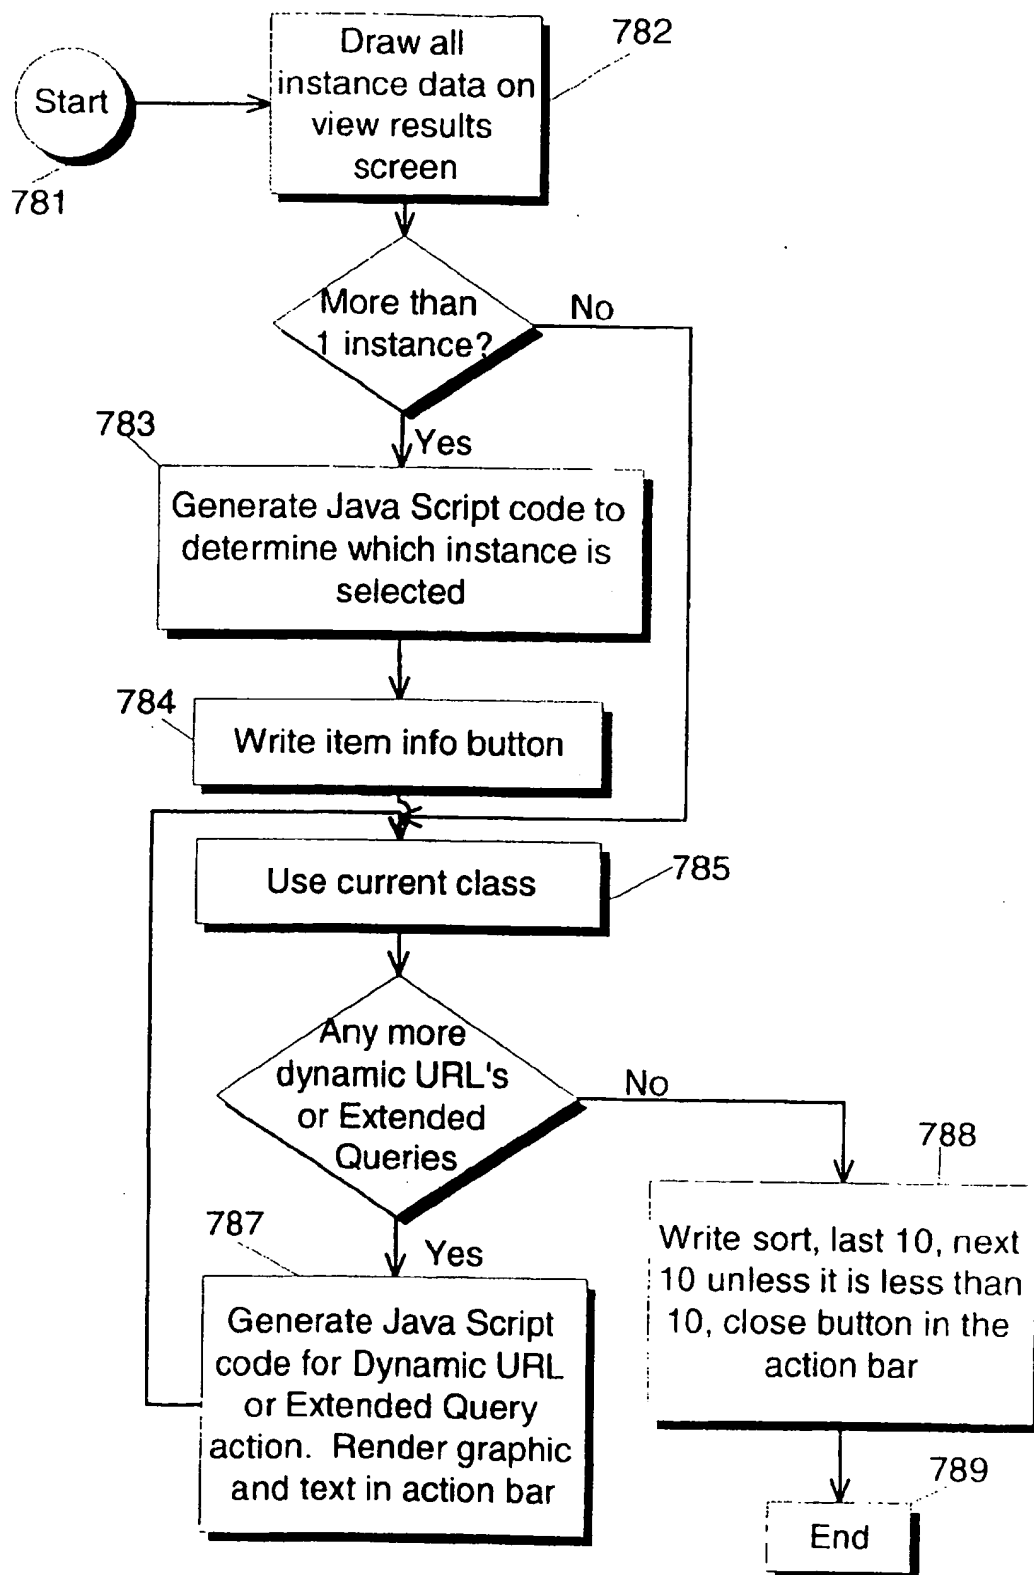 782
Draw all
instance data on
view results
screen
Start
781
More than
1 instance?
No
Yes
783
Generate Java Script code to
determine which instance is
selected
784
Write item info button
Use current class
785
Any more
dynamic URL's
or Extended
Queries
No
Yes
787
Generate Java Script
code for Dynamic URL
or Extended Query
action. Render graphic
and text in action bar
788
Write sort, last 10, next
10 unless it is less than
10, close button in the
action bar
789
End